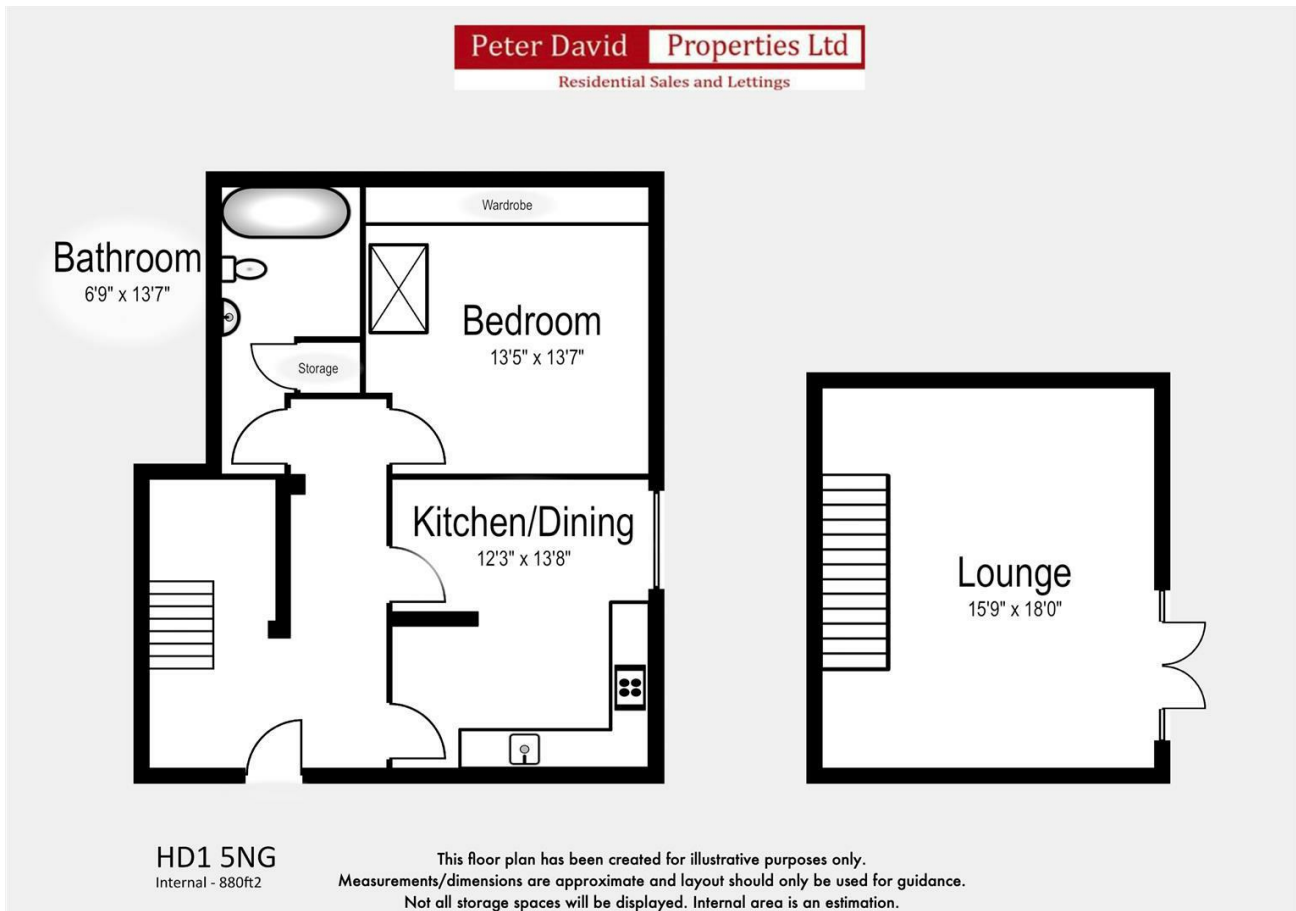 Peter David Properties Ltd
Residential Sales and Lettings
Wardrobe
Bathroom
6'9" x 13'7"
Bedroom
13'5" x 13'7"
Storage
Kitchen/Dining
12'3" x 13'8"
Lounge
15'9" x 18'0"
HD1 5NG
Internal - 880ft2
This floor plan has been created for illustrative purposes only.
Measurements/dimensions are approximate and layout should only be used for guidance.
Not all storage spaces will be displayed. Internal area is an estimation.